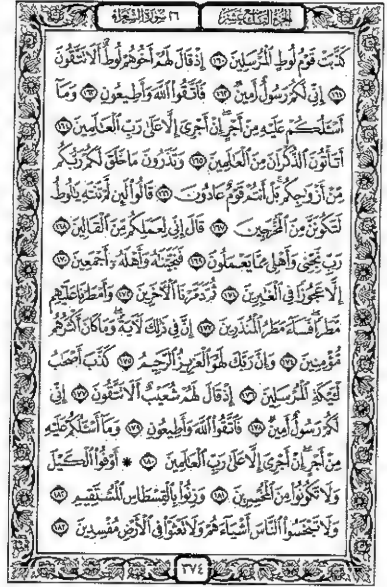 الجزء التاسع عشر ٢٦ سورة الشعراء
كَذَّبَتْ قَوْمُ لُوطٍ ٱلْمُرْسَلِينَ ١٦٠ إِذْ قَالَ لَهُمْ أَخُوهُمْ لُوطٌ أَلَا تَتَّقُونَ
١٦١ إِنِّي لَكُمْ رَسُولٌ أَمِينٌ ١٦٢ فَٱتَّقُوا۟ ٱللَّهَ وَأَطِيعُونِ ١٦٣ وَمَآ
أَسْـَٔلُكُمْ عَلَيْهِ مِنْ أَجْرٍ إِنْ أَجْرِىَ إِلَّا عَلَىٰ رَبِّ ٱلْعَـٰلَمِينَ ١٦٤
أَتَأْتُونَ ٱلذُّكْرَانَ مِنَ ٱلْعَـٰلَمِينَ ١٦٥ وَتَذَرُونَ مَا خَلَقَ لَكُمْ رَبُّكُم
مِّنْ أَزْوَٰجِكُم بَلْ أَنتُمْ قَوْمٌ عَادُونَ ١٦٦ قَالُوا۟ لَئِن لَّمْ تَنتَهِ يَـٰلُوطُ
لَتَكُونَنَّ مِنَ ٱلْمُخْرَجِينَ ١٦٧ قَالَ إِنِّى لِعَمَلِكُم مِّنَ ٱلْقَالِينَ ١٦٨
رَبِّ نَجِّنِى وَأَهْلِى مِمَّا يَعْمَلُونَ ١٦٩ فَنَجَّيْنَـٰهُ وَأَهْلَهُۥٓ أَجْمَعِينَ ١٧٠
إِلَّا عَجُوزًا فِى ٱلْغَـٰبِرِينَ ١٧١ ثُمَّ دَمَّرْنَا ٱلْـَٔاخَرِينَ ١٧٢ وَأَمْطَرْنَا عَلَيْهِم
مَّطَرًا فَسَآءَ مَطَرُ ٱلْمُنذَرِينَ ١٧٣ إِنَّ فِى ذَٰلِكَ لَـَٔايَةً وَمَا كَانَ أَكْثَرُهُم
مُّؤْمِنِينَ ١٧٤ وَإِنَّ رَبَّكَ لَهُوَ ٱلْعَزِيزُ ٱلرَّحِيمُ ١٧٥ كَذَّبَ أَصْحَـٰبُ
لْـَٔيْكَةِ ٱلْمُرْسَلِينَ ١٧٦ إِذْ قَالَ لَهُمْ شُعَيْبٌ أَلَا تَتَّقُونَ ١٧٧ إِنِّى
لَكُمْ رَسُولٌ أَمِينٌ ١٧٨ فَٱتَّقُوا۟ ٱللَّهَ وَأَطِيعُونِ ١٧٩ وَمَآ أَسْـَٔلُكُمْ عَلَيْهِ
مِنْ أَجْرٍ إِنْ أَجْرِىَ إِلَّا عَلَىٰ رَبِّ ٱلْعَـٰلَمِينَ ١٨٠ * أَوْفُوا۟ ٱلْكَيْلَ
وَلَا تَكُونُوا۟ مِنَ ٱلْمُخْسِرِينَ ١٨١ وَزِنُوا۟ بِٱلْقِسْطَاسِ ٱلْمُسْتَقِيمِ ١٨٢
وَلَا تَبْخَسُوا۟ ٱلنَّاسَ أَشْيَآءَهُمْ وَلَا تَعْثَوْا۟ فِى ٱلْأَرْضِ مُفْسِدِينَ ١٨٣
٣٧٤